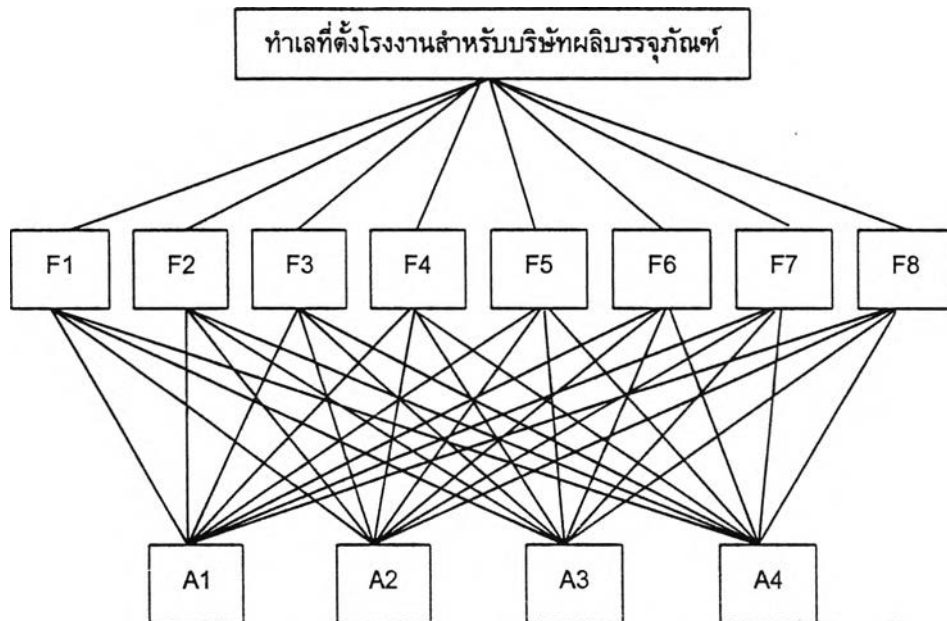 ทำเลที่ตั้งโรงงานสำหรับบริษัทผลิบรรจุภัณฑ์
F1 F2 F3 F4 F5 F6 F7 F8
A1 A2 A3 A4